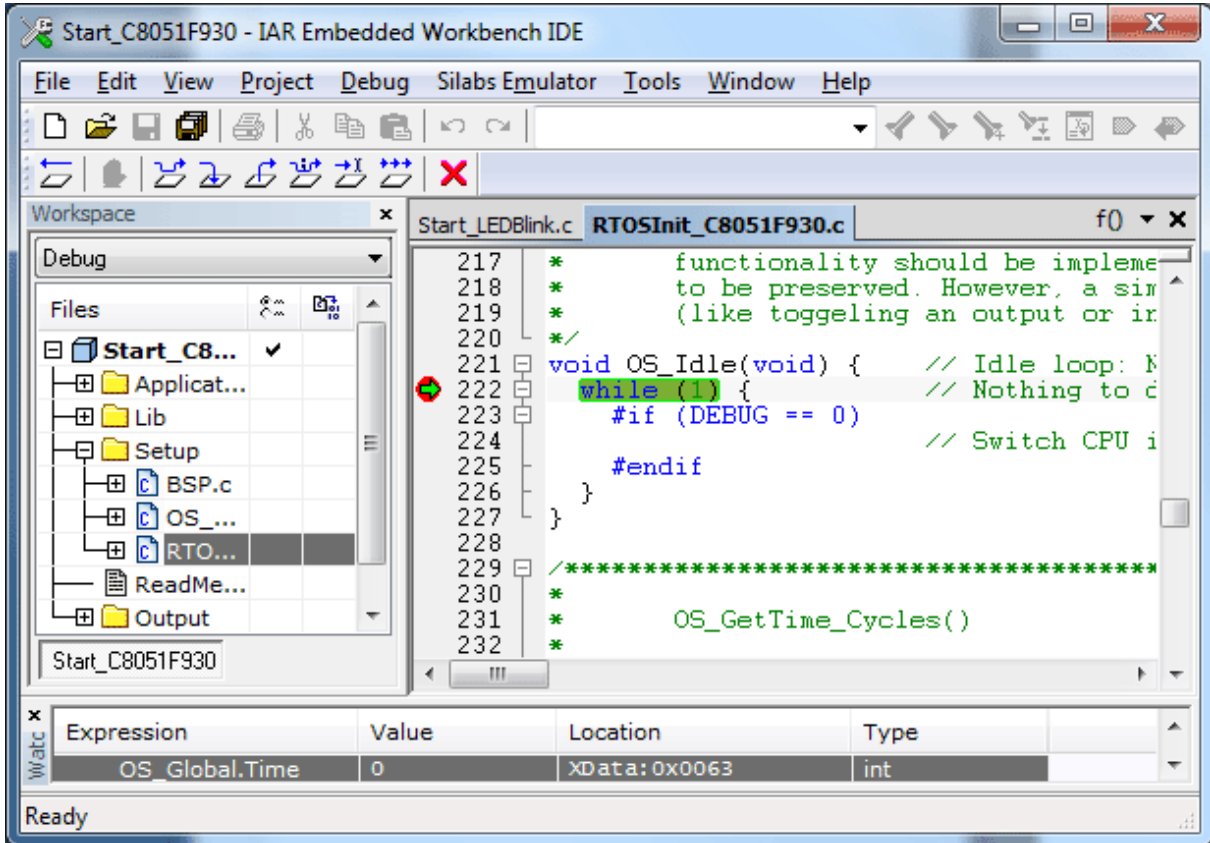 Start_C8051F930 - IAR Embedded Workbench IDE
File Edit View Project Debug Silabs Emulator Tools Window Help
Workspace
Debug
Files
Start_C8...
Applicat...
Lib
Setup
BSP.c
OS_...
RTO...
ReadMe...
Output
Start_C8051F930
Start_LEDBlink.c RTOSInit_C8051F930.c f()
217 * functionality should be impleme
218 * to be preserved. However, a sim
219 * (like toggeling an output or in
220 */
221 void OS_Idle(void) { // Idle loop: N
222 while (1) { // Nothing to d
223 #if (DEBUG == 0)
224 // Switch CPU i
225 #endif
226 }
227 }
228
229 /**************************************
230 *
231 * OS_GetTime_Cycles()
232 *
Watc
Expression Value Location Type
OS_Global.Time 0 XData:0x0063 int
Ready